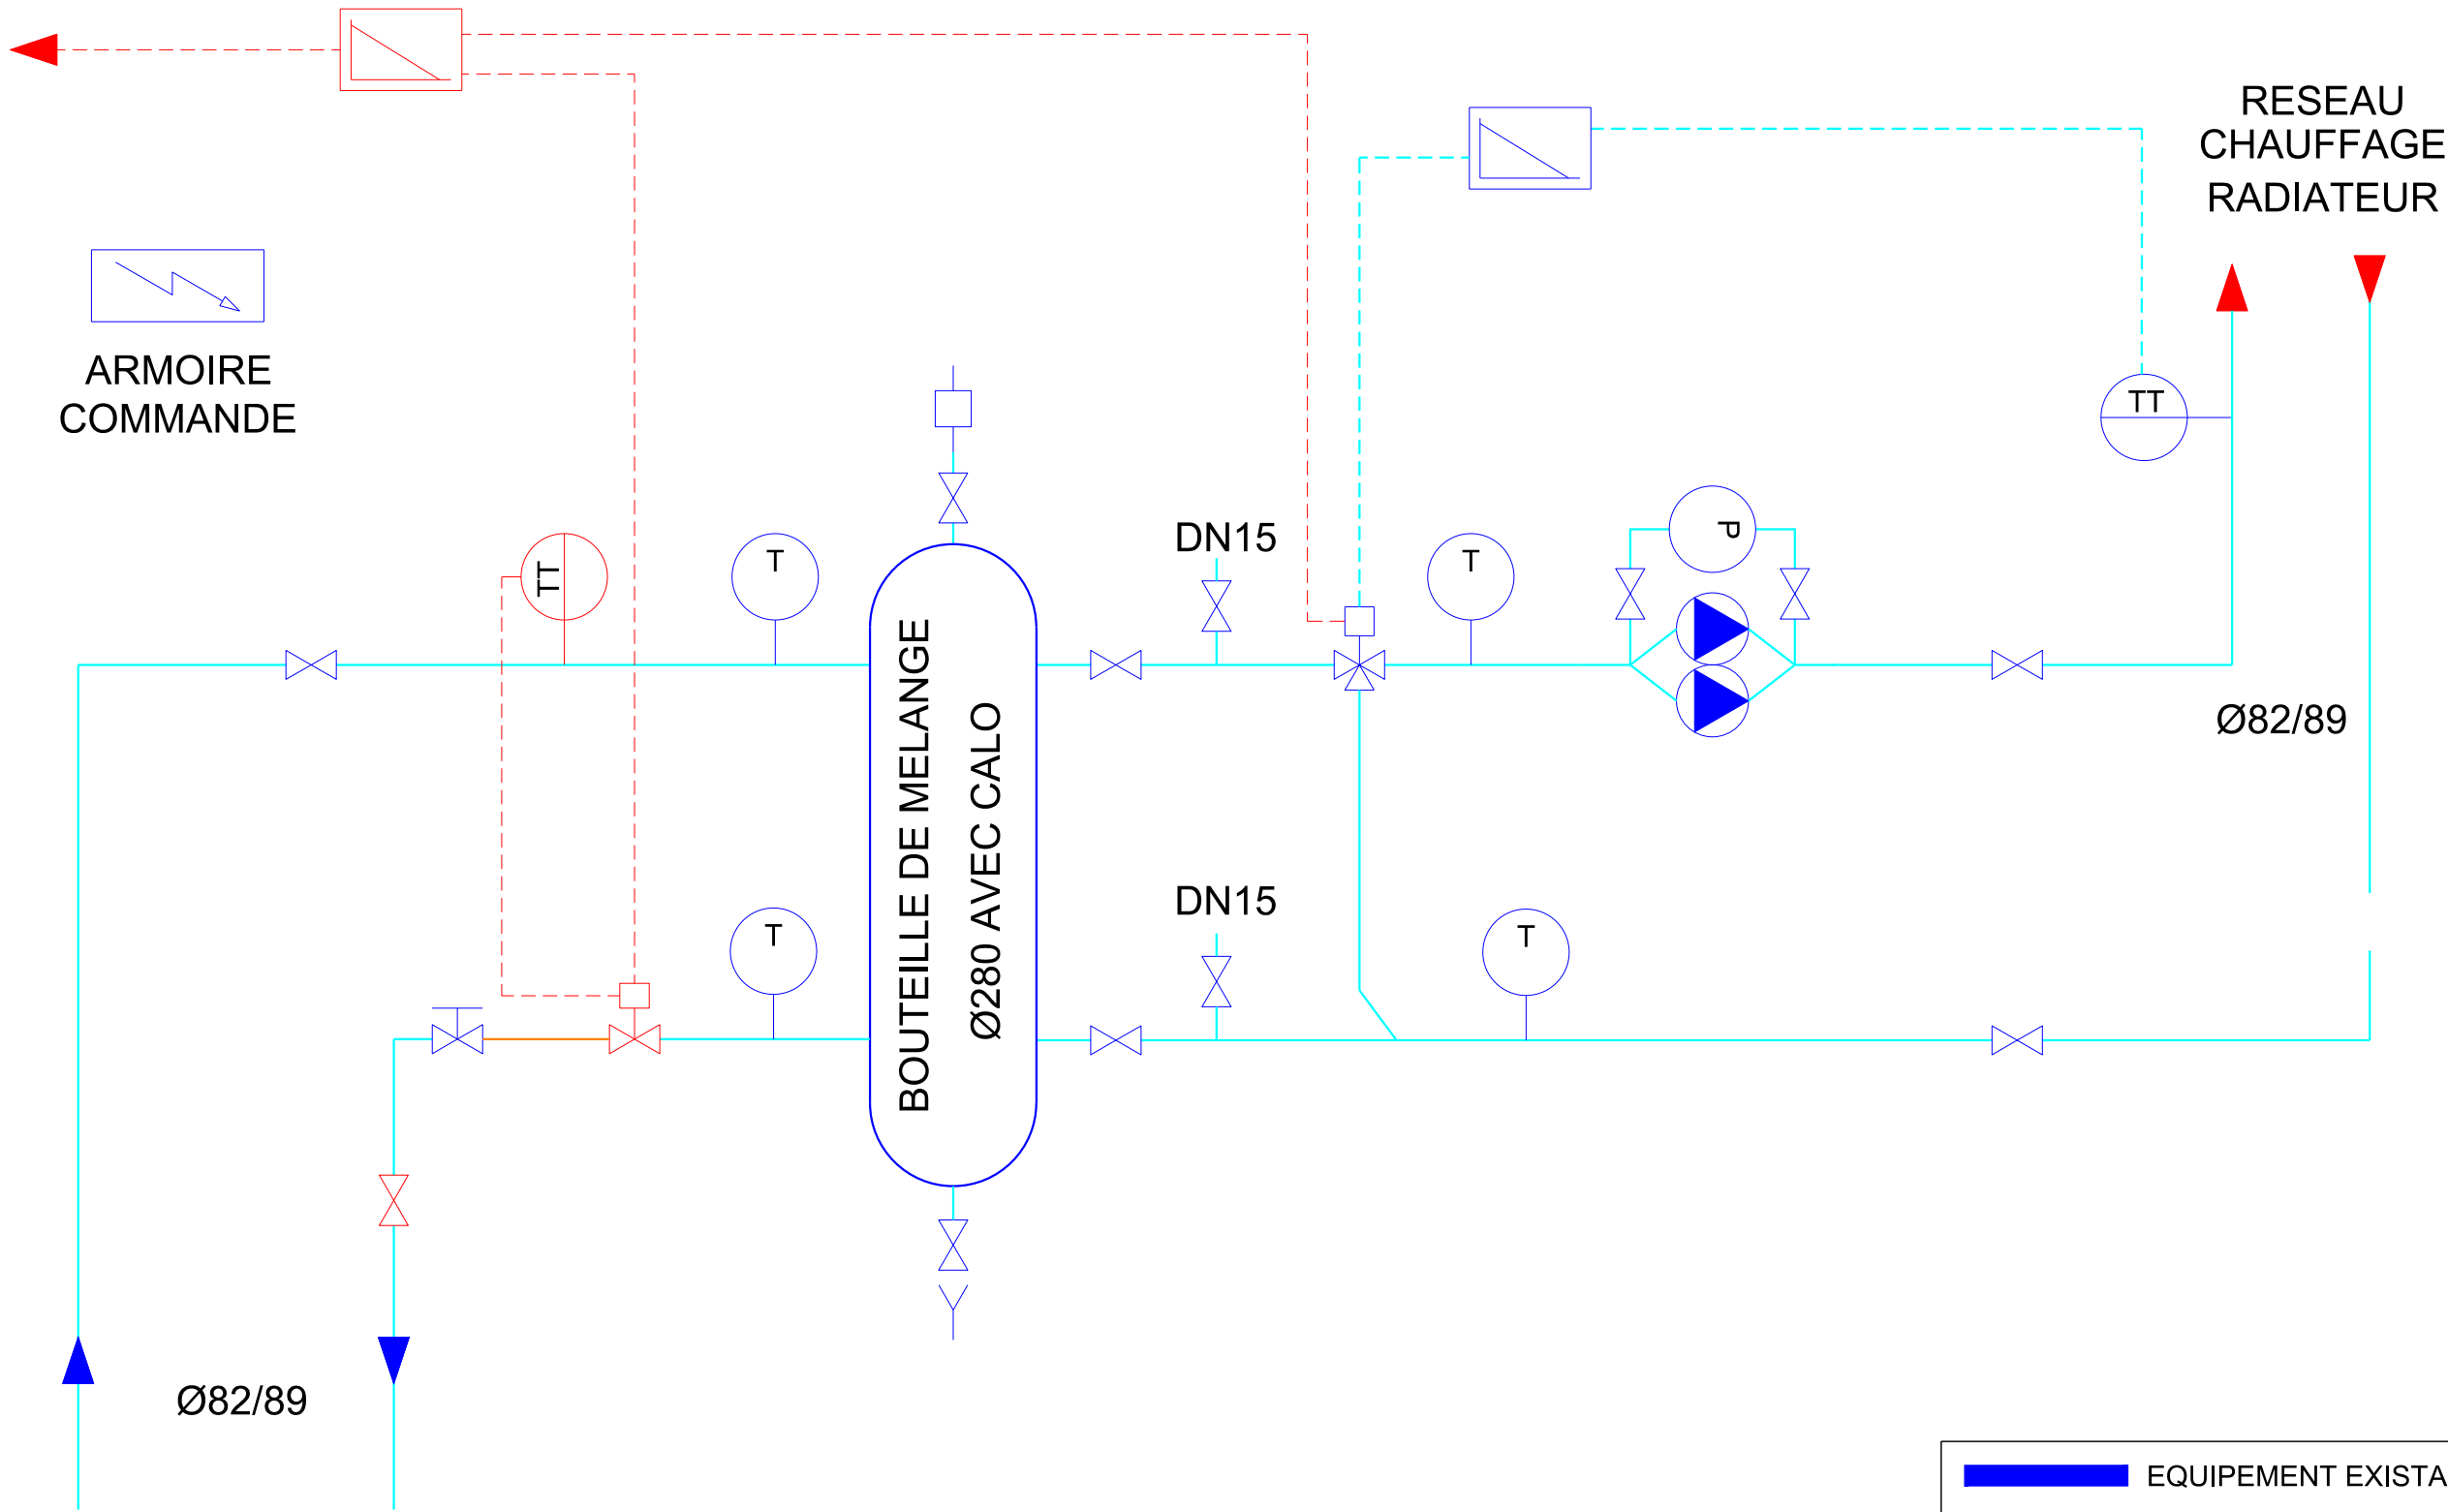 RESEAU
CHAUFFAGE
RADIATEUR
ARMOIRE
COMMANDE
TT
DN15
TT
T
T
P
BOUTEILLE DE MELANGE
Ø280 AVEC CALO
Ø82/89
DN15
T
T
Ø82/89
EQUIPEMENT EXISTA